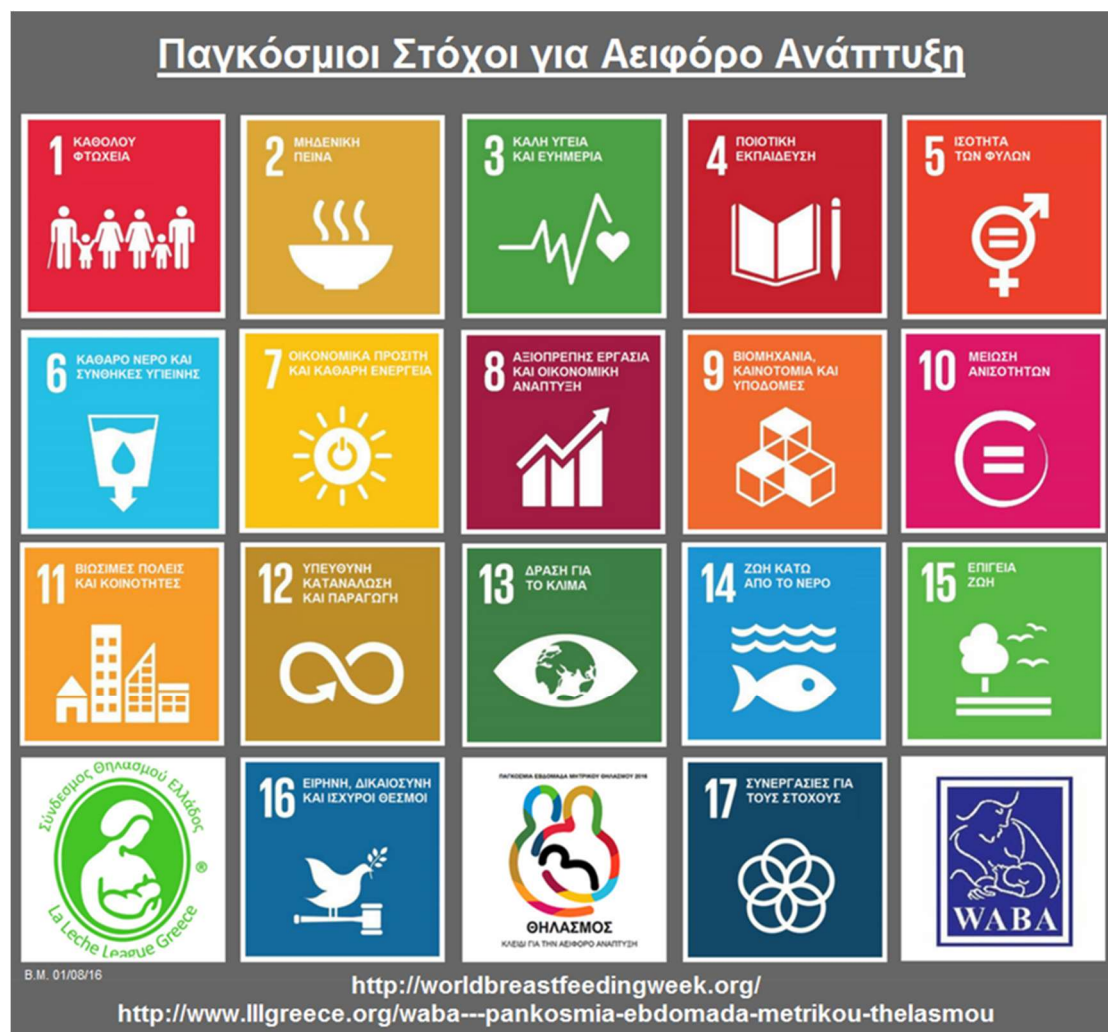 Παγκόσμιοι Στόχοι για Αειφόρο Ανάπτυξη
1 ΚΑΘΟΛΟΥ
ΦΤΩΧΕΙΑ
2 ΜΗΔΕΝΙΚΗ
ΠΕΙΝΑ
3 ΚΑΛΗ ΥΓΕΙΑ
ΚΑΙ ΕΥΗΜΕΡΙΑ
4 ΠΟΙΟΤΙΚΗ
ΕΚΠΑΙΔΕΥΣΗ
5 ΙΣΟΤΗΤΑ
ΤΩΝ ΦΥΛΩΝ
6 ΚΑΘΑΡΟ ΝΕΡΟ ΚΑΙ
ΣΥΝΘΗΚΕΣ ΥΓΙΕΙΝΗΣ
7 ΟΙΚΟΝΟΜΙΚΑ ΠΡΟΣΙΤΗ
ΚΑΙ ΚΑΘΑΡΗ ΕΝΕΡΓΕΙΑ
8 ΑΞΙΟΠΡΕΠΗΣ ΕΡΓΑΣΙΑ
ΚΑΙ ΟΙΚΟΝΟΜΙΚΗ
ΑΝΑΠΤΥΞΗ
9 ΒΙΟΜΗΧΑΝΙΑ,
ΚΑΙΝΟΤΟΜΙΑ ΚΑΙ
ΥΠΟΔΟΜΕΣ
10 ΜΕΙΩΣΗ
ΑΝΙΣΟΤΗΤΩΝ
11 ΒΙΩΣΙΜΕΣ ΠΟΛΕΙΣ
ΚΑΙ ΚΟΙΝΟΤΗΤΕΣ
12 ΥΠΕΥΘΥΝΗ
ΚΑΤΑΝΑΛΩΣΗ
ΚΑΙ ΠΑΡΑΓΩΓΗ
13 ΔΡΑΣΗ ΓΙΑ
ΤΟ ΚΛΙΜΑ
14 ΖΩΗ ΚΑΤΩ
ΑΠΟ ΤΟ ΝΕΡΟ
15 ΕΠΙΓΕΙΑ
ΖΩΗ
Σύνδεσμος Θηλασμού Ελλάδος
®
La Leche League Greece
16 ΕΙΡΗΝΗ, ΔΙΚΑΙΟΣΥΝΗ
ΚΑΙ ΙΣΧΥΡΟΙ ΘΕΣΜΟΙ
ΠΑΓΚΟΣΜΙΑ ΕΒΔΟΜΑΔΑ ΜΗΤΡΙΚΟΥ ΘΗΛΑΣΜΟΥ 2016
ΘΗΛΑΣΜΟΣ
ΚΛΕΙΔΙ ΓΙΑ ΤΗΝ ΑΕΙΦΟΡΟ ΑΝΑΠΤΥΞΗ
17 ΣΥΝΕΡΓΑΣΙΕΣ ΓΙΑ
ΤΟΥΣ ΣΤΟΧΟΥΣ
WABA
B.M. 01/08/16
http://worldbreastfeedingweek.org/
http://www.lllgreece.org/waba---pankosmia-ebdomada-metrikou-thelasmou